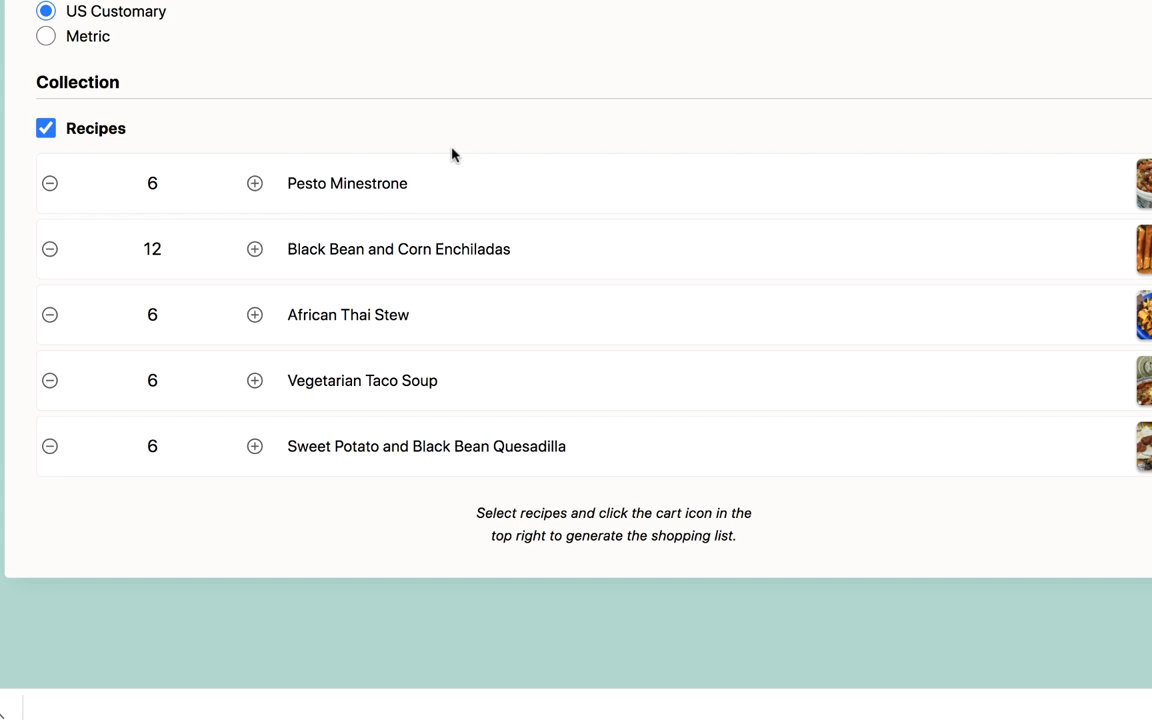 US Customary
Metric
Collection
Recipes
6 Pesto Minestrone
12 Black Bean and Corn Enchiladas
6 African Thai Stew
6 Vegetarian Taco Soup
6 Sweet Potato and Black Bean Quesadilla
Select recipes and click the cart icon in the
top right to generate the shopping list.